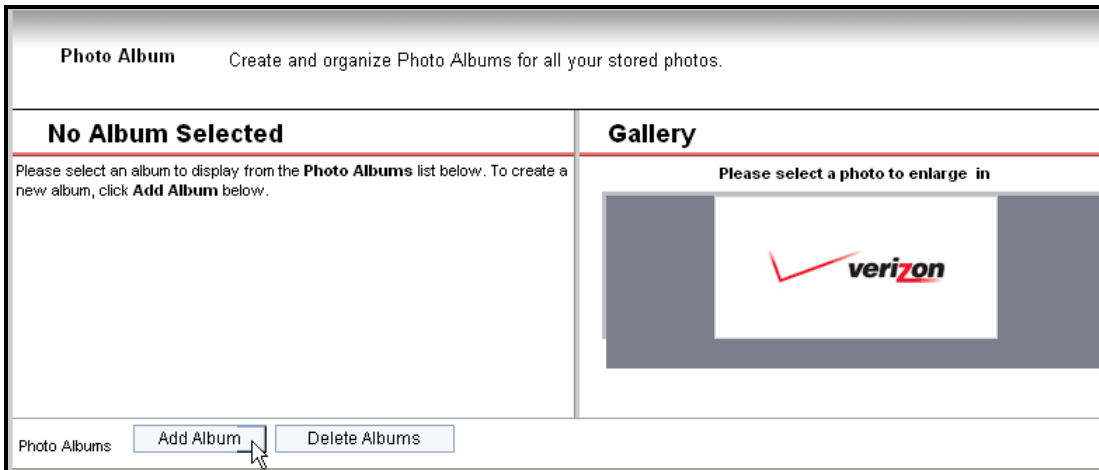 Photo Album
Create and organize Photo Albums for all your stored photos.
No Album Selected
Please select an album to display from the Photo Albums list below. To create a
new album, click Add Album below.
Gallery
Please select a photo to enlarge in
verizon
Photo Albums
Add Album
Delete Albums